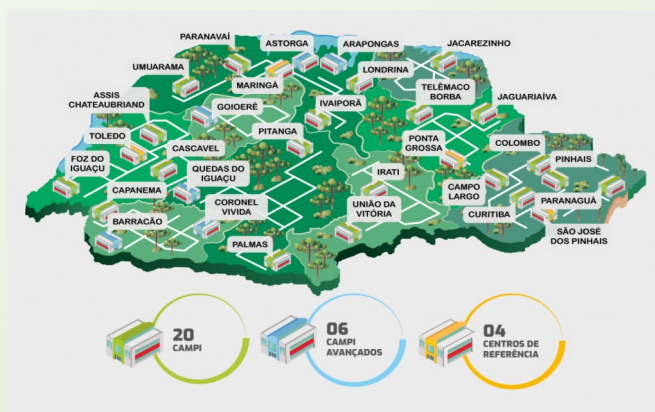 PARANAVAÍ
ASTORGA
ARAPONGAS
JACAREZINHO
UMUARAMA
MARINGÁ
LONDRINA
TELÊMACO
BORBA
ASSIS
CHATEAUBRIAND
GOIOERÊ
IVAIPORÃ
JAGUARIAÍVA
TOLEDO
CASCAVEL
PITANGA
PONTA
GROSSA
COLOMBO
PINHAIS
FOZ DO
IGUAÇU
QUEDAS DO
IGUAÇU
IRATI
CAPANEMA
CAMPO
LARGO
PARANAGUÁ
BARRACÃO
CORONEL
VIVIDA
UNIÃO DA
VITÓRIA
CURITIBA
PALMAS
SÃO JOSÉ
DOS PINHAIS
20
CAMPI
06
CAMPI
AVANÇADOS
04
CENTROS DE
REFERÊNCIA